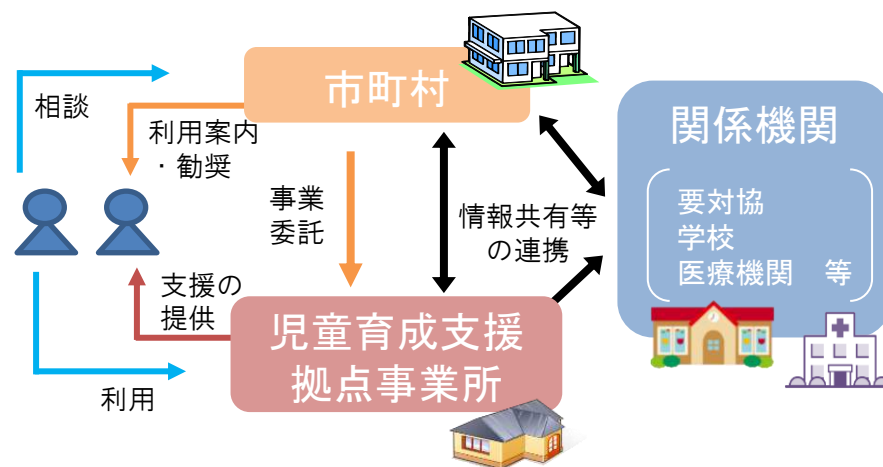 市町村
相談
利用案内
・勧奨
事業
委託
情報共有等
の連携
関係機関
要対協
学校
医療機関　等
支援の
提供
児童育成支援
拠点事業所
利用